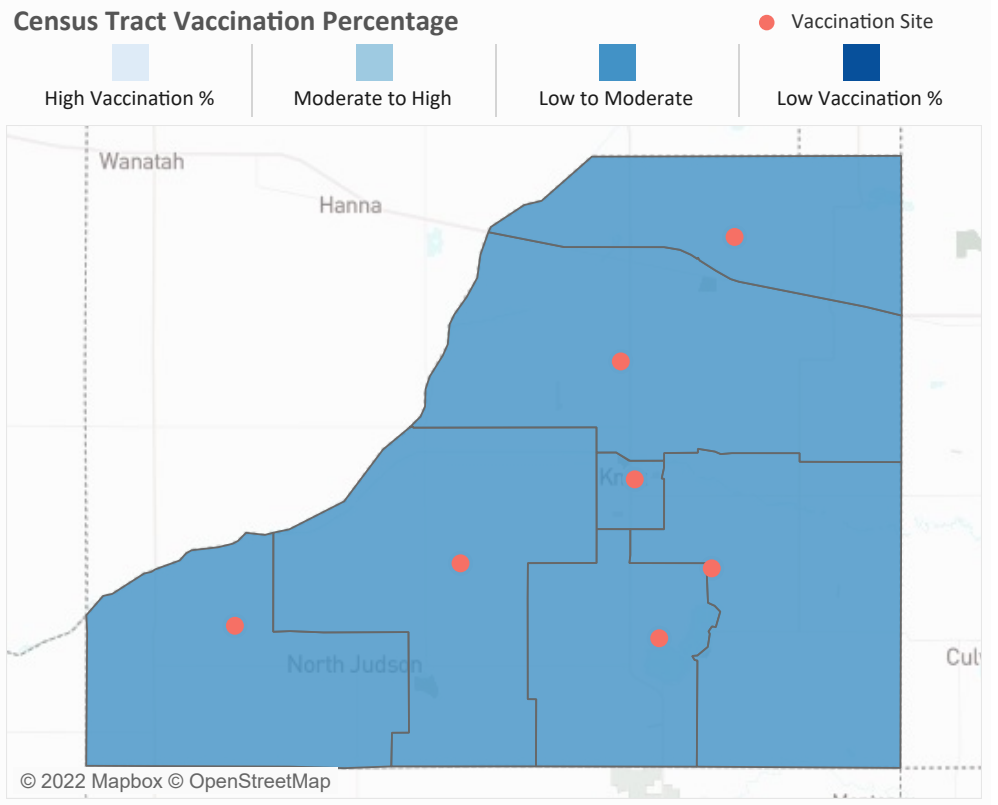 Census Tract Vaccination Percentage
Vaccination Site
High Vaccination %
Moderate to High
Low to Moderate
Low Vaccination %
Wanatah
Hanna
North Judson
© 2022 Mapbox © OpenStreetMap